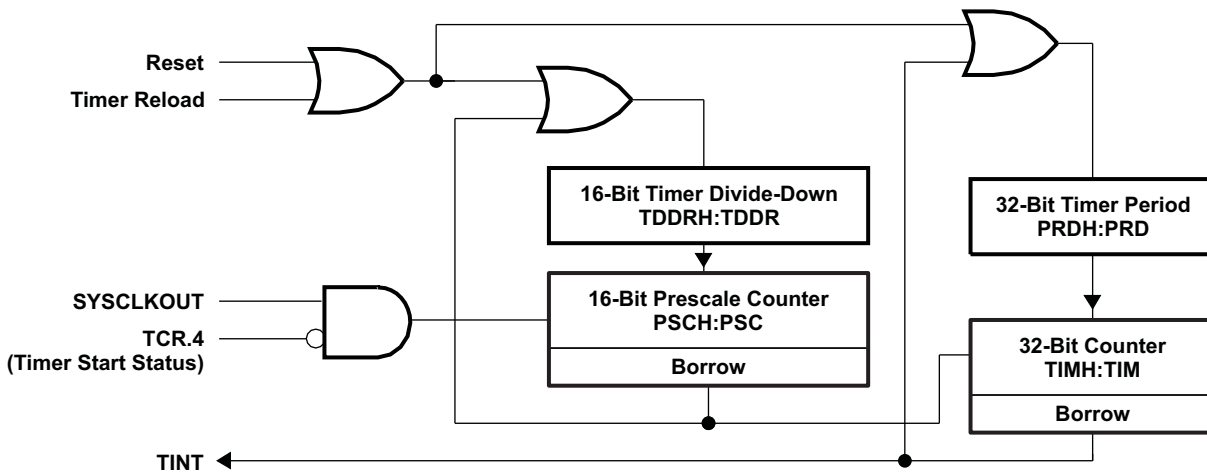 Reset
Timer Reload
16-Bit Timer Divide-Down
TDDRH:TDDR
32-Bit Timer Period
PRDH:PRD
SYSCLKOUT
TCR.4
(Timer Start Status)
16-Bit Prescale Counter
PSCH:PSC
Borrow
32-Bit Counter
TIMH:TIM
Borrow
TINT